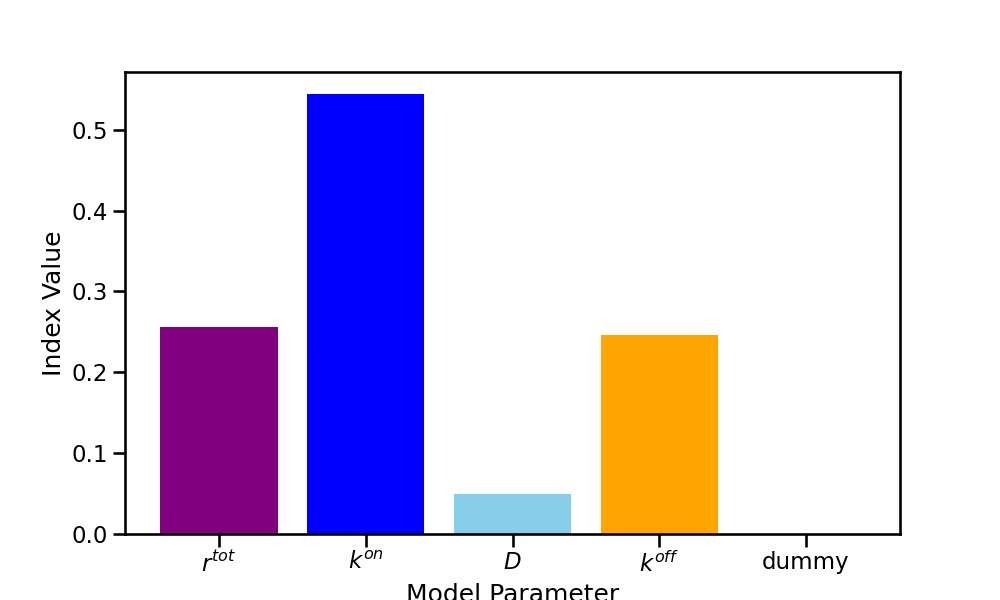 0.5
0.4
0.3
0.2
0.1
0.0
Index Value
r^{tot}
k^{on}
D
k^{off}
dummy
Model Parameter